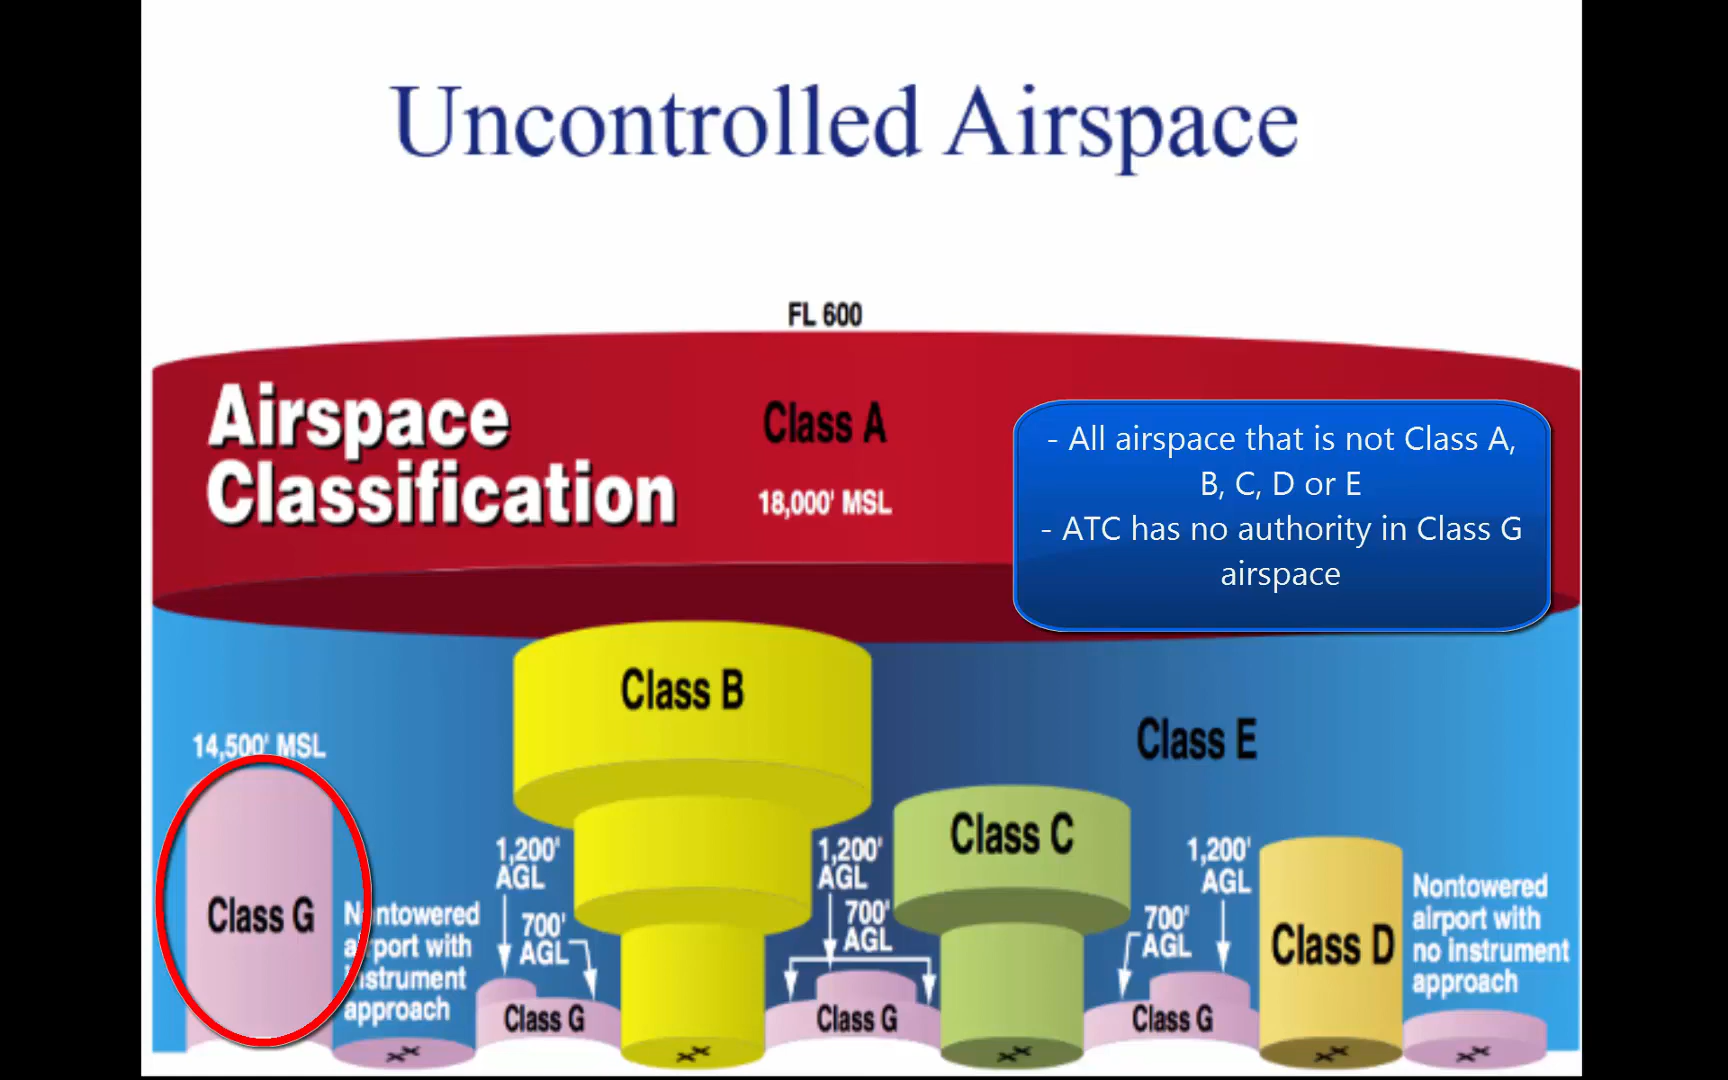 Uncontrolled Airspace
FL 600
Airspace
Classification
Class A
18,000' MSL
- All airspace that is not Class A,
B, C, D or E
- ATC has no authority in Class G
airspace
Class B
Class E
14,500' MSL
Class G
Nontowered
airport with
instrument
approach
1,200'
AGL
700'
AGL
Class G
1,200'
AGL
700'
AGL
Class G
Class C
1,200'
AGL
700'
AGL
Class G
Class D
Nontowered
airport with
no instrument
approach